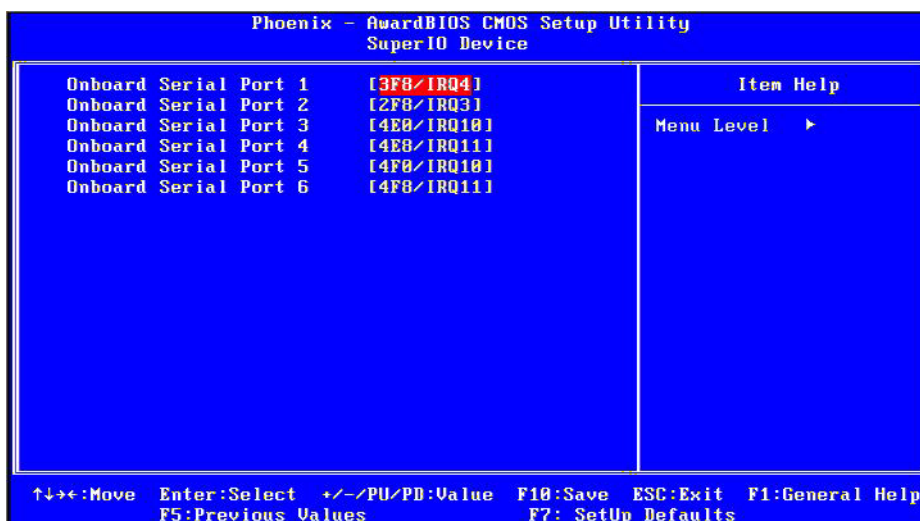 Phoenix - AwardBIOS CMOS Setup Utility
SuperIO Device
Onboard Serial Port 1 [3F8/IRQ4]
Onboard Serial Port 2 [2F8/IRQ3]
Onboard Serial Port 3 [4E0/IRQ10]
Onboard Serial Port 4 [4E8/IRQ11]
Onboard Serial Port 5 [4F0/IRQ10]
Onboard Serial Port 6 [4F8/IRQ11]
Item Help
Menu Level ►
↑↓→←:Move Enter:Select +/-/PU/PD:Value F10:Save ESC:Exit F1:General Help
F5:Previous Values F7: SetUp Defaults